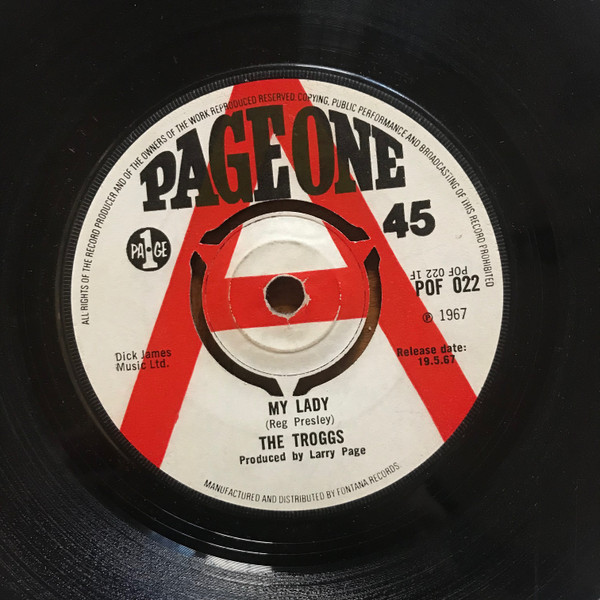 ALL RIGHTS OF THE RECORD PRODUCER AND OF THE OWNERS OF THE WORK REPRODUCED RESERVED. COPYING, PUBLIC PERFORMANCE AND BROADCASTING OF THIS RECORD PROHIBITED
PAGE ONE
45
PA·GE
1
POF 022 1F
POF 022
℗ 1967
Dick James
Music Ltd.
Release date:
19.5.67
MY LADY
(Reg Presley)
THE TROGGS
Produced by Larry Page
MANUFACTURED AND DISTRIBUTED BY FONTANA RECORDS